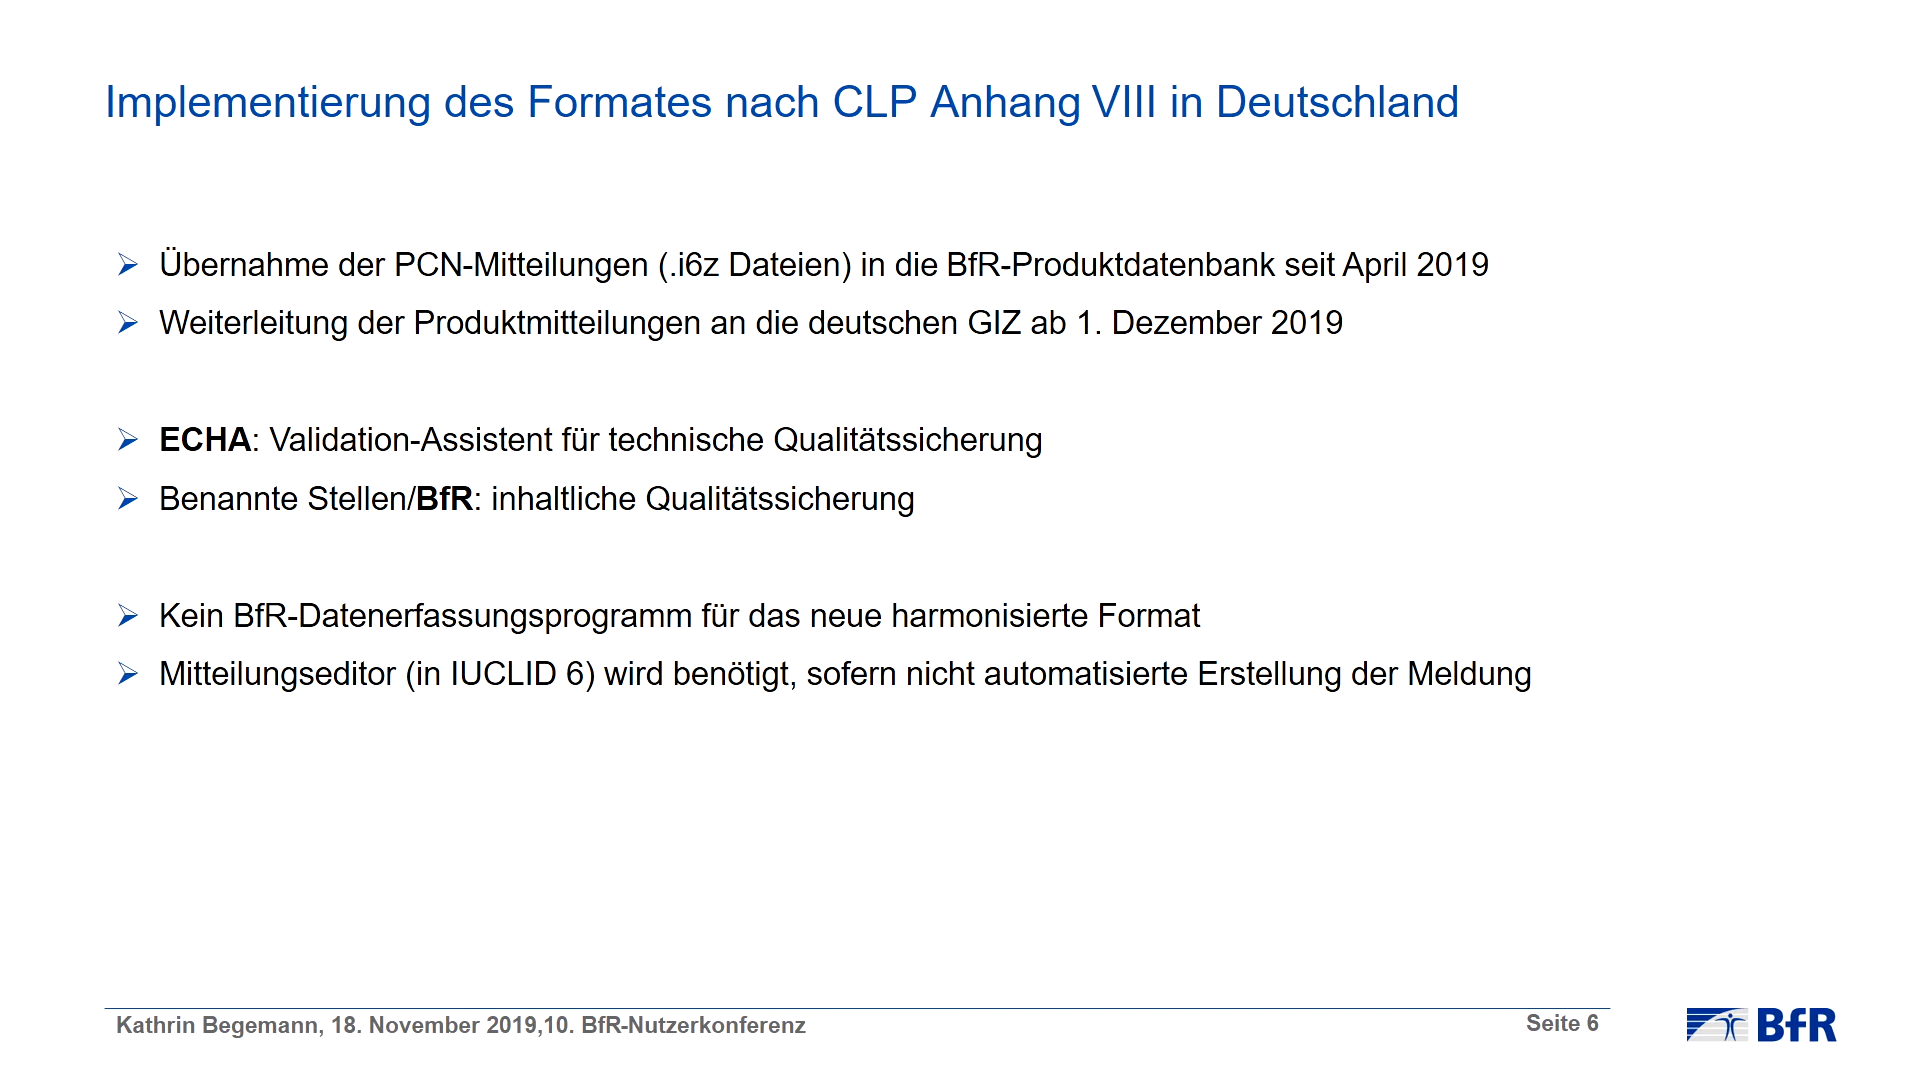 Implementierung des Formates nach CLP Anhang VIII in Deutschland
➢ Übernahme der PCN-Mitteilungen (.i6z Dateien) in die BfR-Produktdatenbank seit April 2019
➢ Weiterleitung der Produktmitteilungen an die deutschen GIZ ab 1. Dezember 2019
➢ ECHA: Validation-Assistent für technische Qualitätssicherung
➢ Benannte Stellen/BfR: inhaltliche Qualitätssicherung
➢ Kein BfR-Datenerfassungsprogramm für das neue harmonisierte Format
➢ Mitteilungseditor (in IUCLID 6) wird benötigt, sofern nicht automatisierte Erstellung der Meldung
Kathrin Begemann, 18. November 2019,10. BfR-Nutzerkonferenz
Seite 6
BfR